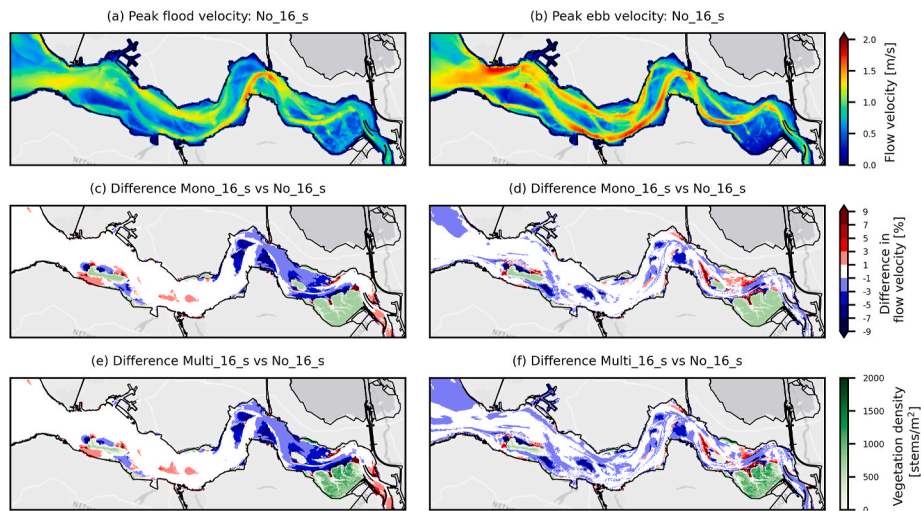 (a) Peak flood velocity: No_16_s
(b) Peak ebb velocity: No_16_s
2.0
1.5
1.0
0.5
0.0
Flow velocity [m/s]
(c) Difference Mono_16_s vs No_16_s
(d) Difference Mono_16_s vs No_16_s
9
7
5
3
1
-1
-3
-5
-7
-9
Difference in
flow velocity [%]
(e) Difference Multi_16_s vs No_16_s
(f) Difference Multi_16_s vs No_16_s
2000
1500
1000
500
0
Vegetation density
[stems/m²]